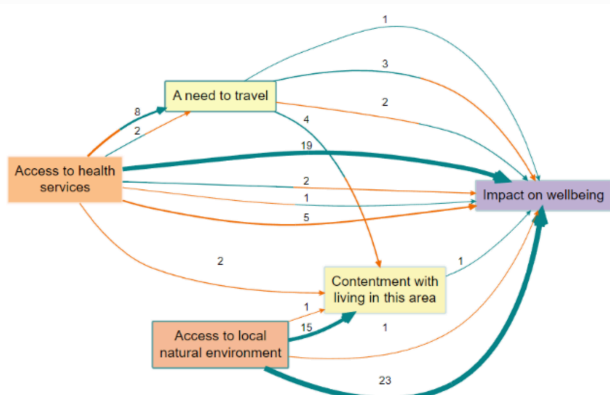 1
3
A need to travel
2
8
4
2
19
Access to health
services
2
Impact on wellbeing
1
5
2
1
Contentment with
living in this area
1
15
1
Access to local
natural environment
23